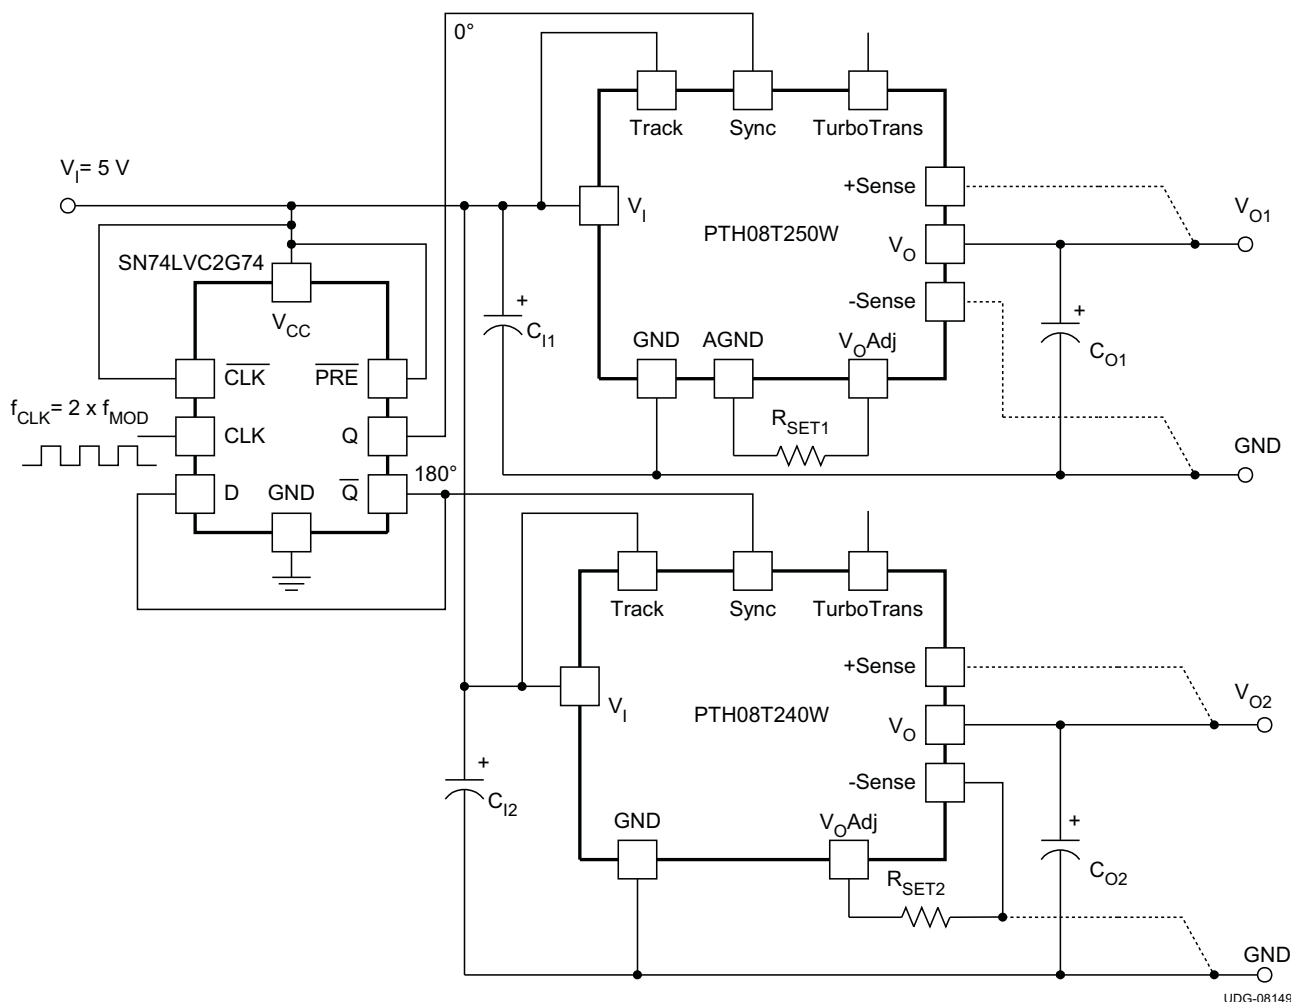 0°
Track
Sync
TurboTrans
V_I= 5 V
+Sense
V_I
PTH08T250W
V_O1
V_O
SN74LVC2G74
-Sense
V_CC
+
C_I1
GND
AGND
V_OAdj
+
C_O1
C̅L̅K̅
P̅R̅E̅
f_CLK= 2 x f_MOD
CLK
Q
R_SET1
GND
180°
D
GND
Q̅
Track
Sync
TurboTrans
+Sense
V_I
PTH08T240W
V_O2
V_O
-Sense
+
C_I2
GND
V_OAdj
+
C_O2
R_SET2
GND
UDG-08149